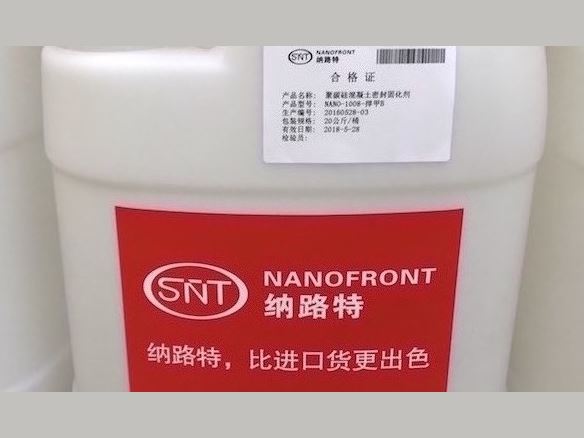 SNT NANOFRONT
纳路特
合格证
产品名称: 聚碳硅混凝土密封固化剂
产品型号: NANO-1008-捍甲B
生产编号: 20160528-03
包装规格: 20公斤/桶
有效日期: 2018-5-28
检验员:
SNT NANOFRONT
纳路特
纳路特，比进口货更出色